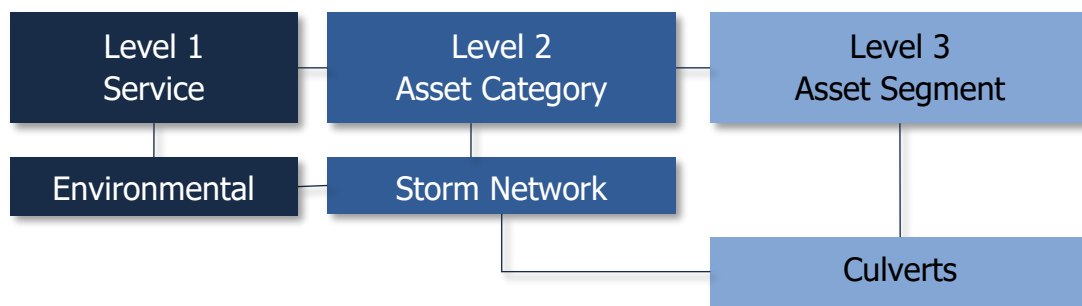 Level 1
Service
Level 2
Asset Category
Level 3
Asset Segment
Environmental
Storm Network
Culverts